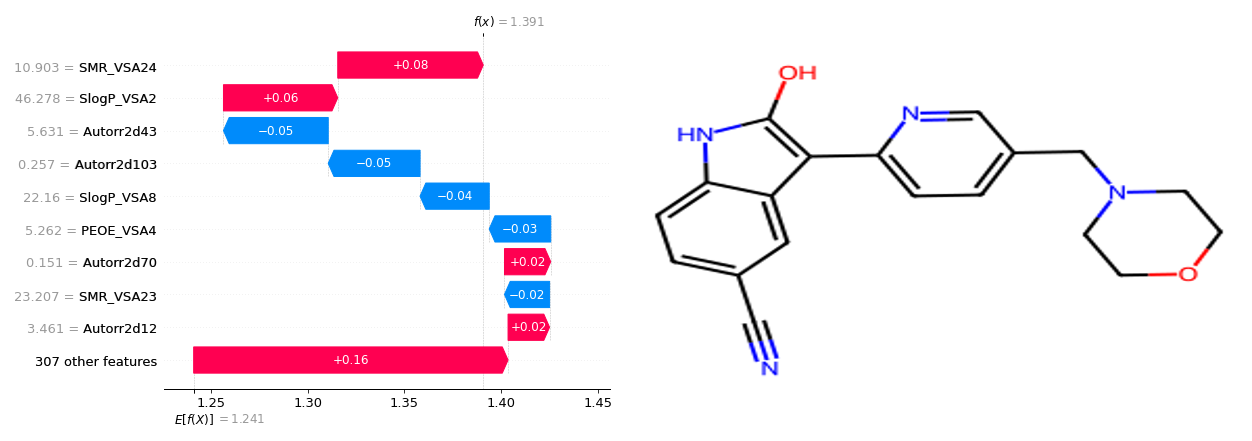 f(x) = 1.391
10.903 = SMR_VSA24
+0.08
46.278 = SlogP_VSA2
+0.06
5.631 = Autorr2d43
−0.05
0.257 = Autorr2d103
−0.05
22.16 = SlogP_VSA8
−0.04
5.262 = PEOE_VSA4
−0.03
0.151 = Autorr2d70
+0.02
23.207 = SMR_VSA23
−0.02
3.461 = Autorr2d12
+0.02
307 other features
+0.16
1.25 1.30 1.35 1.40 1.45
E[f(X)] = 1.241
OH
HN
N
N
O
N